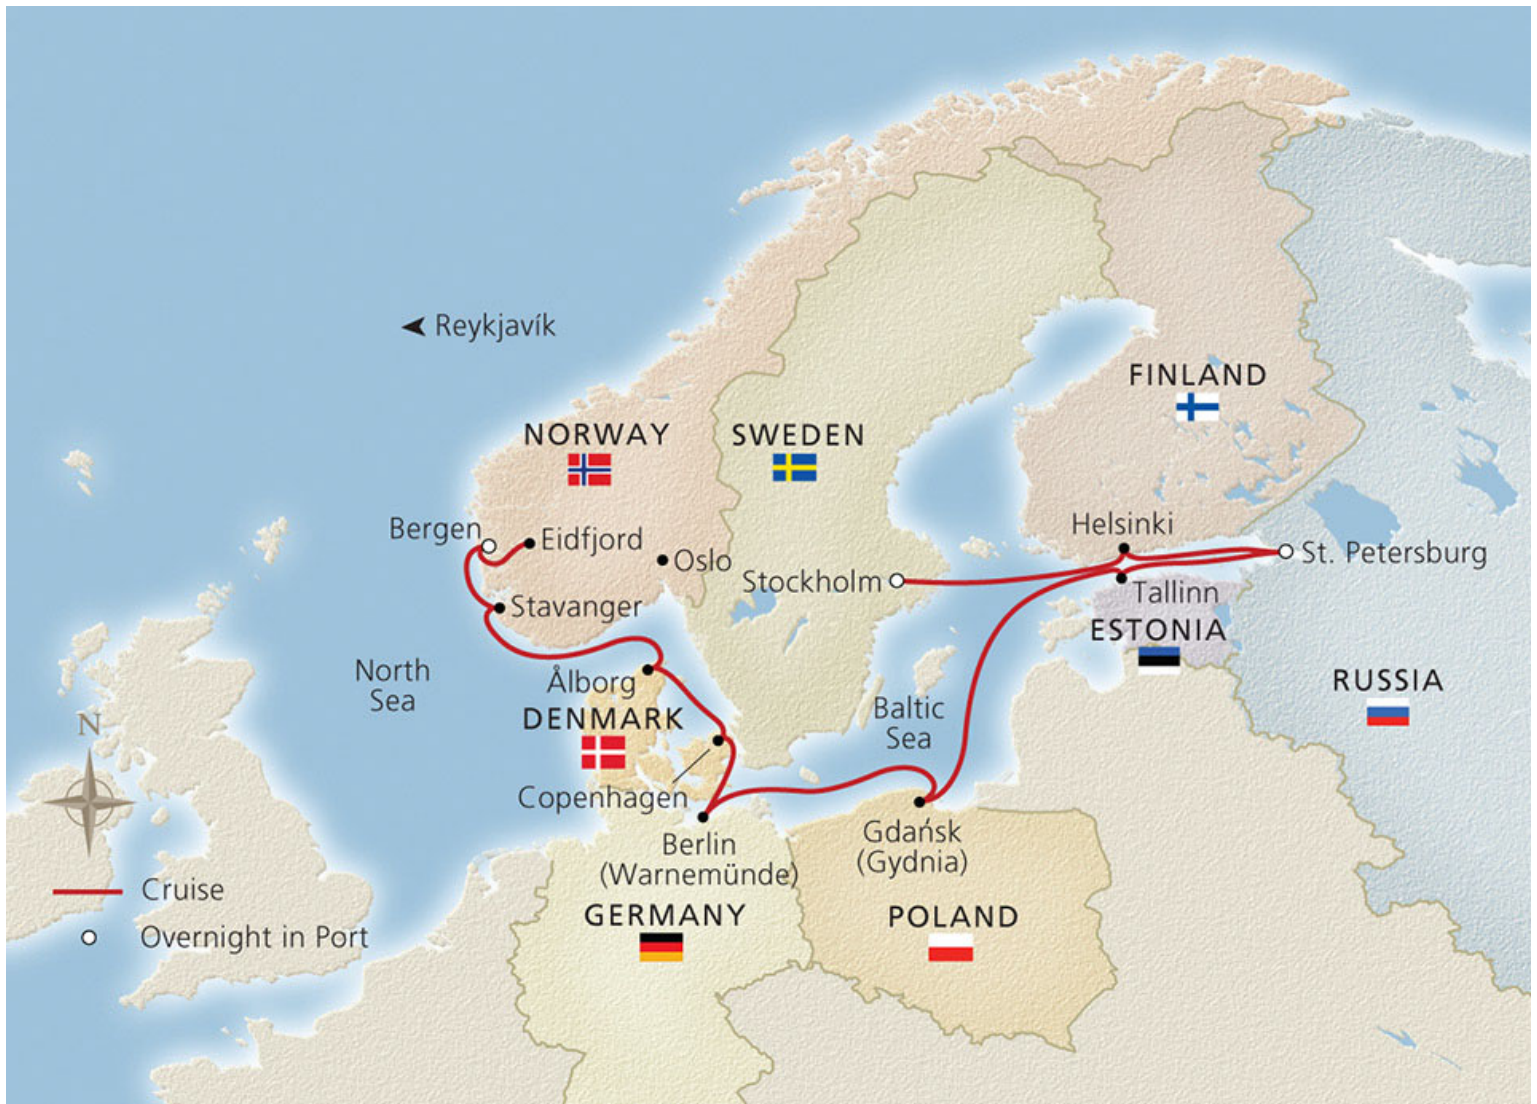 Reykjavík
FINLAND
NORWAY
SWEDEN
Bergen
Eidfjord
Oslo
Helsinki
St. Petersburg
Stockholm
Tallinn
Stavanger
ESTONIA
North
Sea
Ålborg
RUSSIA
DENMARK
Baltic
Sea
N
Copenhagen
Berlin
(Warnemünde)
Gdańsk
(Gydnia)
Cruise
GERMANY
POLAND
Overnight in Port